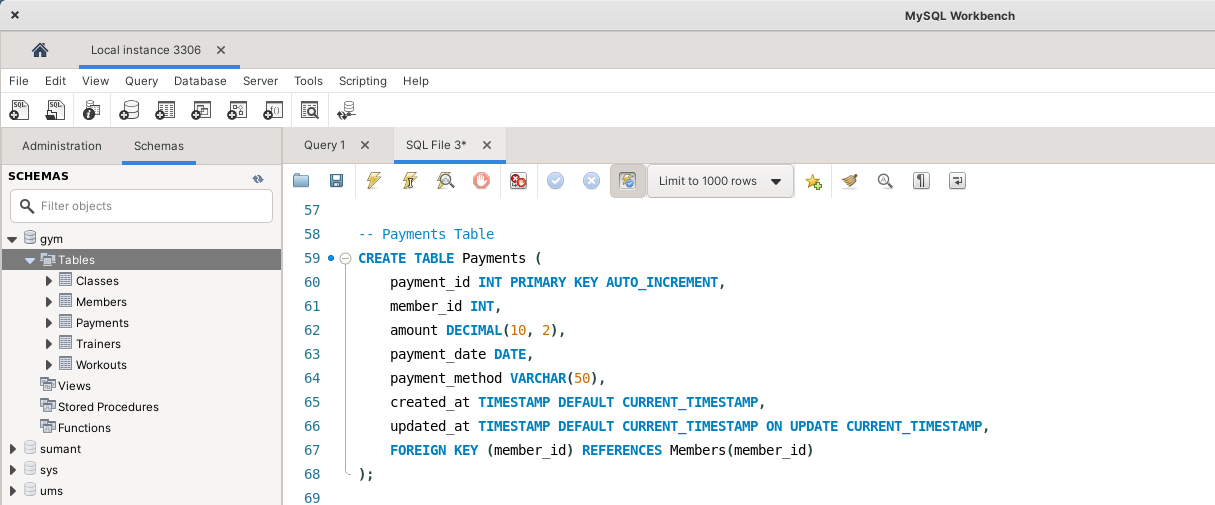 MySQL Workbench
Local instance 3306
File Edit View Query Database Server Tools Scripting Help
Administration Schemas
Query 1 SQL File 3*
SCHEMAS
Limit to 1000 rows
Filter objects
gym
Tables
Classes
Members
Payments
Trainers
Workouts
Views
Stored Procedures
Functions
sumant
sys
ums
57
58 -- Payments Table
59 CREATE TABLE Payments (
60 payment_id INT PRIMARY KEY AUTO_INCREMENT,
61 member_id INT,
62 amount DECIMAL(10, 2),
63 payment_date DATE,
64 payment_method VARCHAR(50),
65 created_at TIMESTAMP DEFAULT CURRENT_TIMESTAMP,
66 updated_at TIMESTAMP DEFAULT CURRENT_TIMESTAMP ON UPDATE CURRENT_TIMESTAMP,
67 FOREIGN KEY (member_id) REFERENCES Members(member_id)
68 );
69